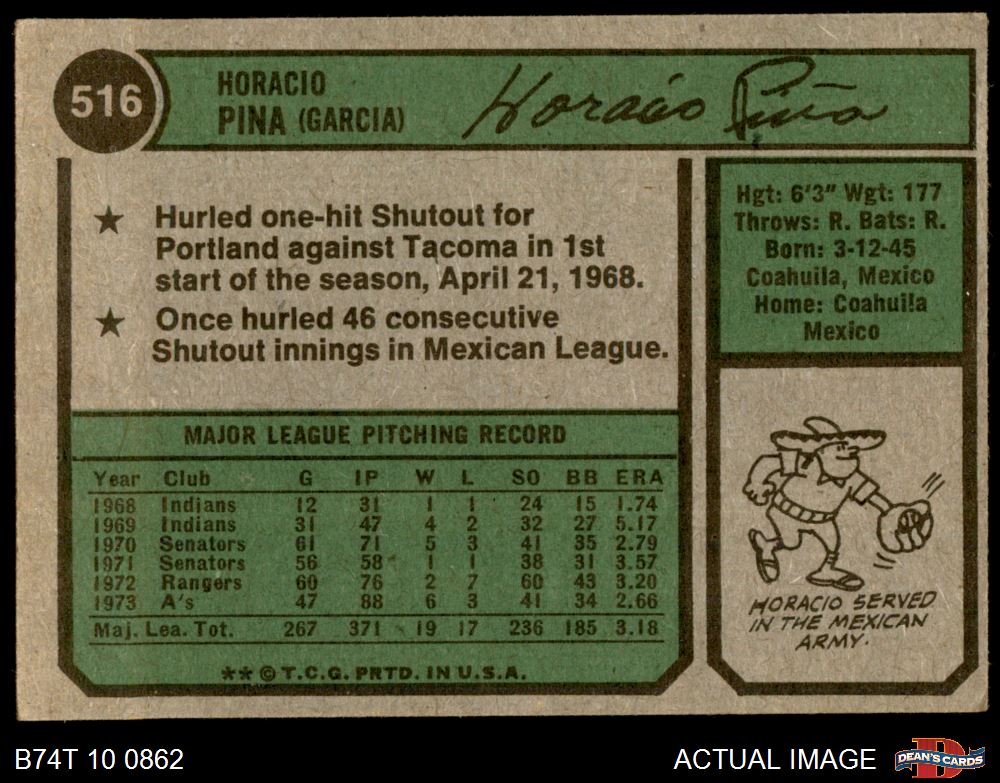 516
HORACIO
PINA (GARCIA)
Horacio Piña
★ Hurled one-hit Shutout for
Portland against Tacoma in 1st
start of the season, April 21, 1968.
★ Once hurled 46 consecutive
Shutout innings in Mexican League.
Hgt: 6'3" Wgt: 177
Throws: R. Bats: R.
Born: 3-12-45
Coahuila, Mexico
Home: Coahuila
Mexico
MAJOR LEAGUE PITCHING RECORD
Year Club G IP W L SO BB ERA
1968 Indians 12 31 1 1 24 15 1.74
1969 Indians 31 47 4 2 32 27 5.17
1970 Senators 61 71 5 3 41 35 2.79
1971 Senators 56 58 1 1 38 31 3.57
1972 Rangers 60 76 2 7 60 43 3.20
1973 A's 47 88 6 3 41 34 2.66
Maj. Lea. Tot. 267 371 19 17 236 185 3.18
** © T.C.G. PRTD. IN U.S.A.
HORACIO SERVED
IN THE MEXICAN
ARMY.
B74T 10 0862
ACTUAL IMAGE
DEAN'S CARDS